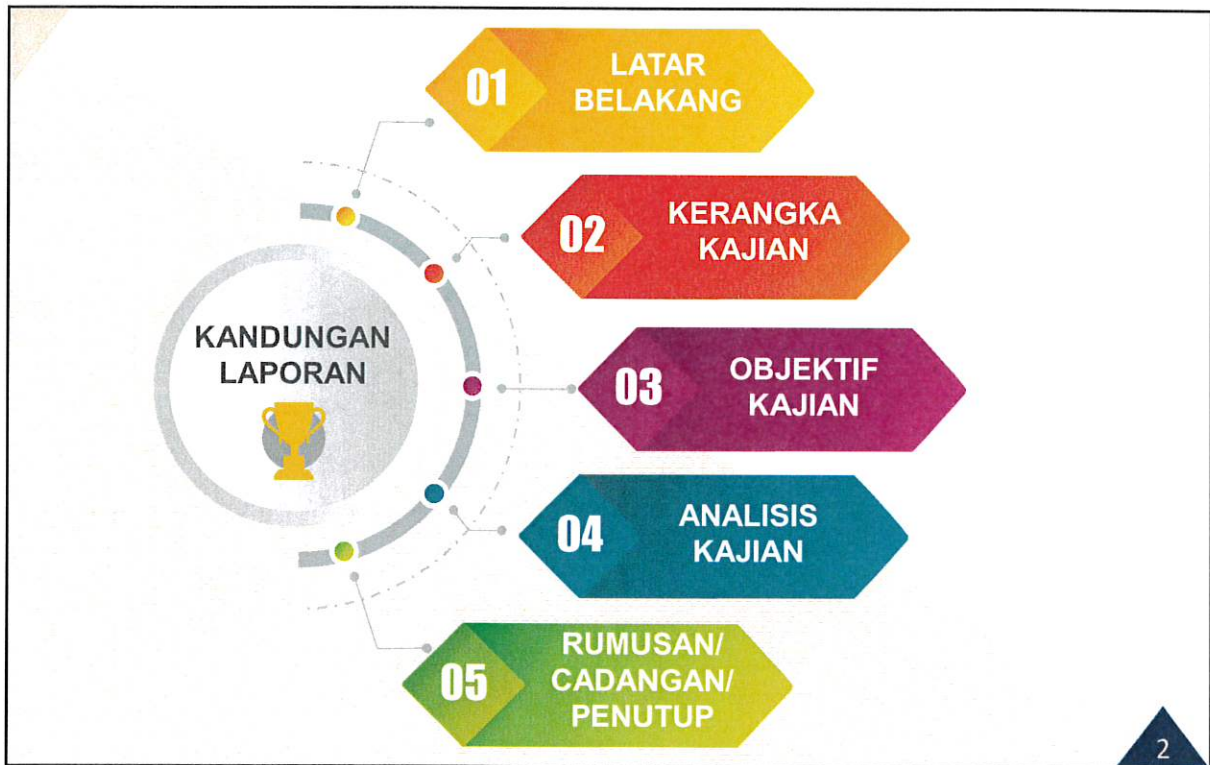 KANDUNGAN
LAPORAN
01
LATAR
BELAKANG
02
KERANGKA
KAJIAN
03
OBJEKTIF
KAJIAN
04
ANALISIS
KAJIAN
05
RUMUSAN/
CADANGAN/
PENUTUP
2